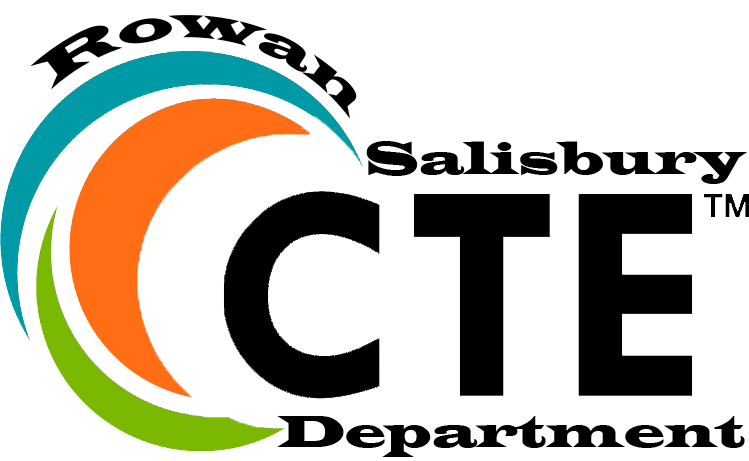 Rowan
Salisbury
CTE™
Department